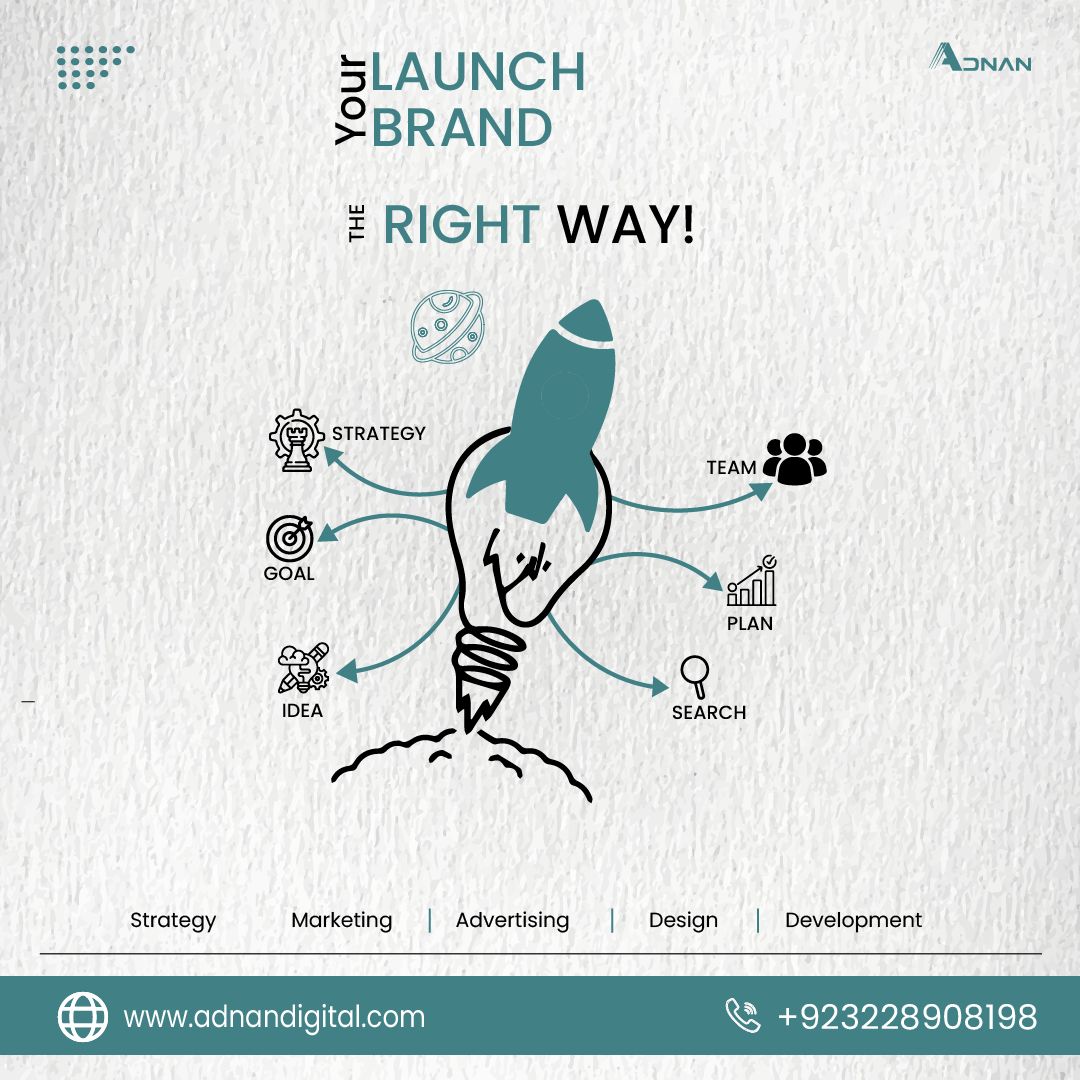 Your LAUNCH
BRAND
ADNAN
THE RIGHT WAY!
STRATEGY
TEAM
GOAL
PLAN
IDEA
SEARCH
Strategy Marketing | Advertising | Design | Development
www.adnandigital.com
+923228908198